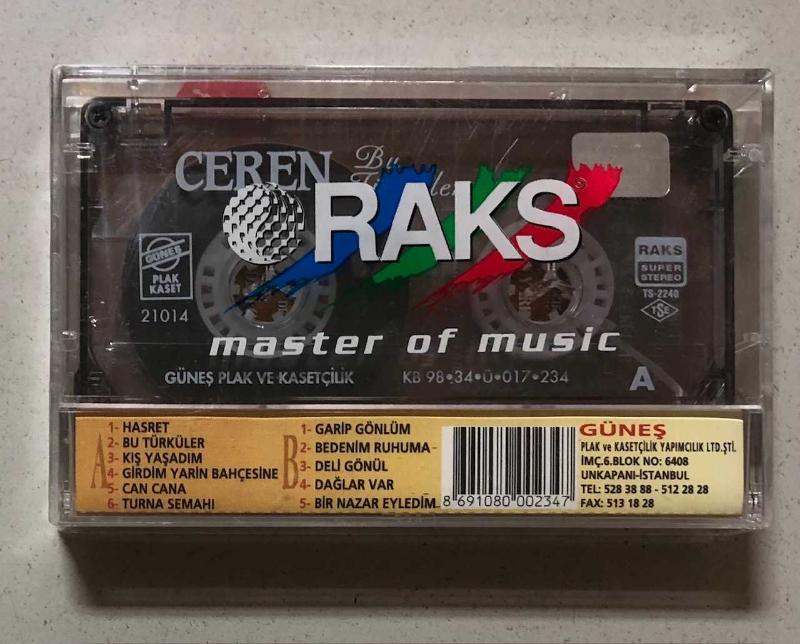 CEREN
Bu
RAKS
master of music
GÜNEŞ
PLAK
KASET
21014
RAKS
SUPER
STEREO
TS-2240
TSE
GÜNEŞ PLAK VE KASETÇİLİK KB 98•34•Ü•017•234 A
A
1- HASRET
2- BU TÜRKÜLER
3- KIŞ YAŞADIM
4- GİRDİM YARİN BAHÇESİNE
5- CAN CANA
6- TURNA SEMAHI
B
1- GARİP GÖNLÜM
2- BEDENİM RUHUMA
3- DELİ GÖNÜL
4- DAĞLAR VAR
5- BİR NAZAR EYLEDİM
8 691080 002347
GÜNEŞ
PLAK ve KASETÇİLİK YAPIMCILIK LTD.ŞTİ.
İMÇ.6.BLOK NO: 6408
UNKAPANI-İSTANBUL
TEL: 528 38 88 - 512 28 28
FAX: 513 18 28